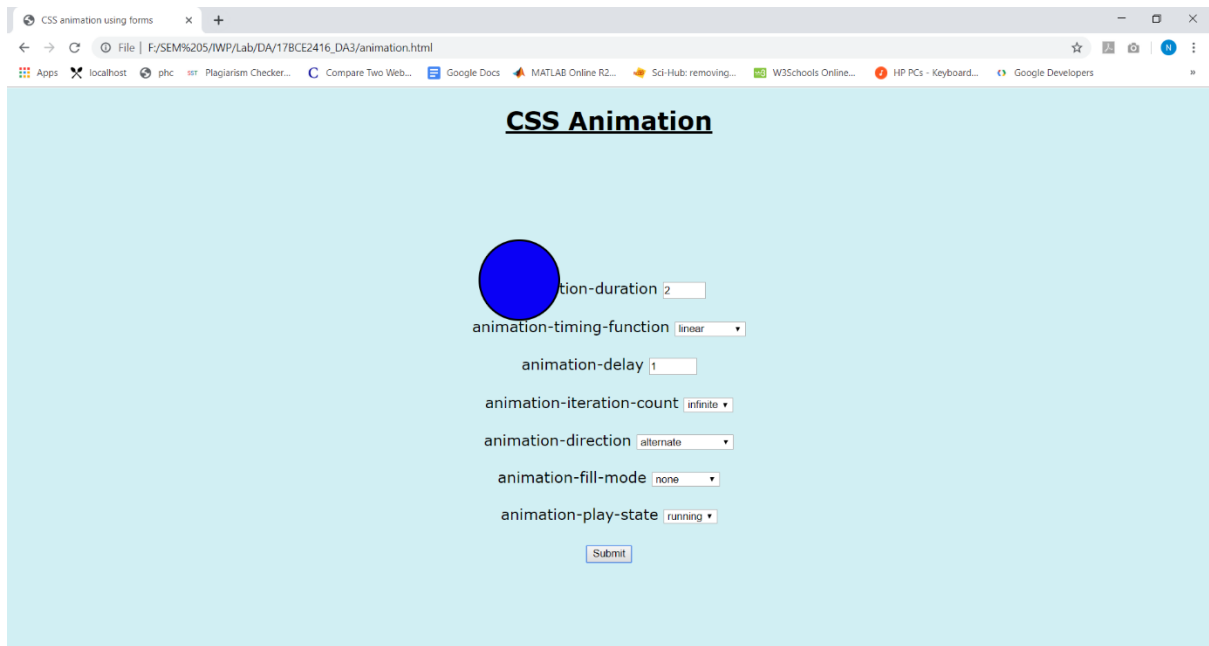 CSS animation using forms
File | F:/SEM%205/IWP/Lab/DA/17BCE2416_DA3/animation.html
N
Apps localhost phc Plagiarism Checker... C Compare Two Web... Google Docs MATLAB Online R2... Sci-Hub: removing... W3Schools Online... HP PCs - Keyboard... Google Developers »
CSS Animation
tion-duration 2
animation-timing-function linear
animation-delay 1
animation-iteration-count infinite
animation-direction alternate
animation-fill-mode none
animation-play-state running
Submit